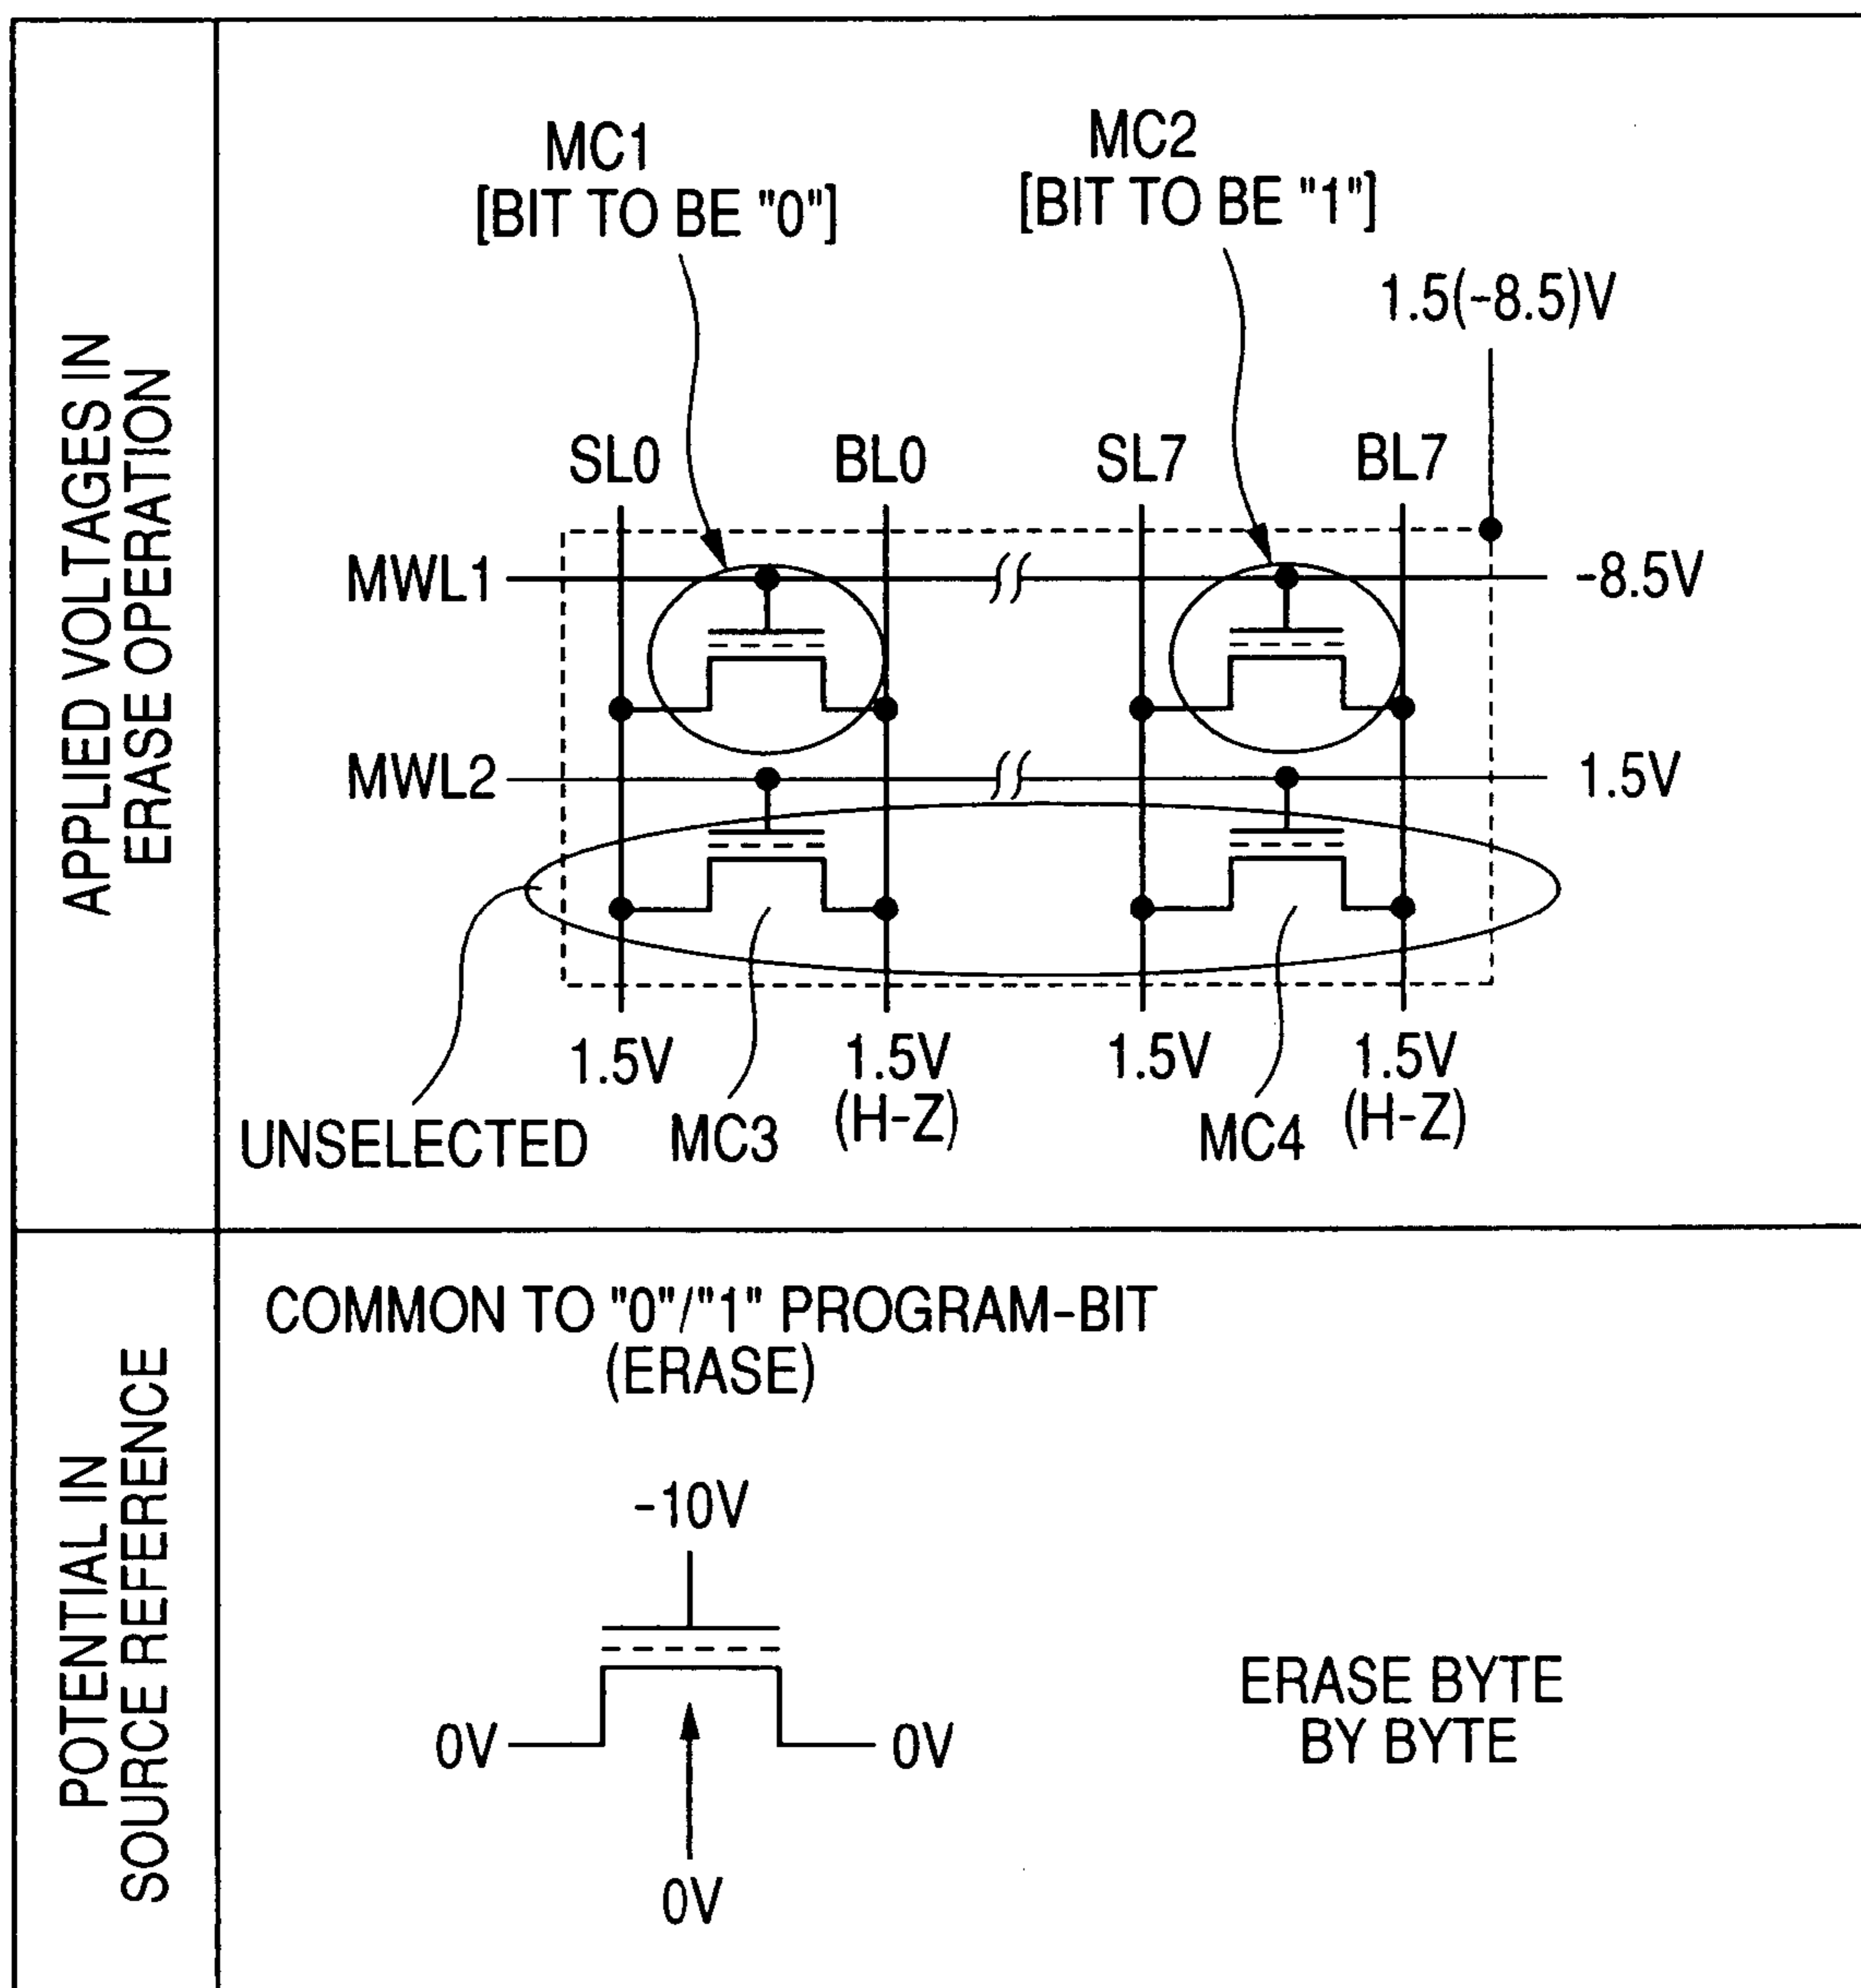 APPLIED VOLTAGES IN
ERASE OPERATION
MC1
[BIT TO BE "0"]
MC2
[BIT TO BE "1"]
1.5(-8.5)V
SL0
BL0
SL7
BL7
MWL1
-8.5V
MWL2
1.5V
1.5V
1.5V
(H-Z)
1.5V
1.5V
(H-Z)
UNSELECTED
MC3
MC4
POTENTIAL IN
SOURCE REFERENCE
COMMON TO "0"/"1" PROGRAM-BIT
(ERASE)
-10V
0V
0V
0V
ERASE BYTE
BY BYTE